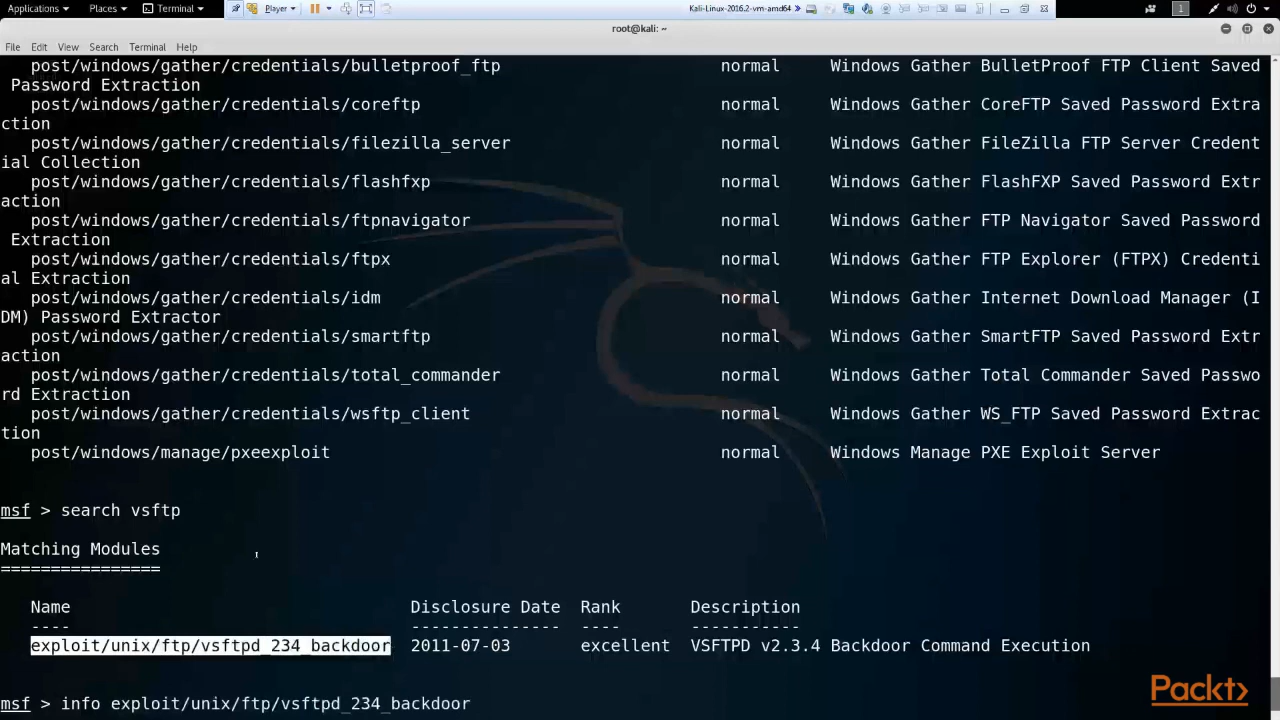 Applications Places Terminal Player Kali-Linux-2016.2-vm-amd64 1
root@kali: ~
File Edit View Search Terminal Help
post/windows/gather/credentials/bulletproof_ftp normal Windows Gather BulletProof FTP Client Saved
Password Extraction
post/windows/gather/credentials/coreftp normal Windows Gather CoreFTP Saved Password Extra
ction
post/windows/gather/credentials/filezilla_server normal Windows Gather FileZilla FTP Server Credent
ial Collection
post/windows/gather/credentials/flashfxp normal Windows Gather FlashFXP Saved Password Extr
action
post/windows/gather/credentials/ftpnavigator normal Windows Gather FTP Navigator Saved Password
Extraction
post/windows/gather/credentials/ftpx normal Windows Gather FTP Explorer (FTPX) Credenti
al Extraction
post/windows/gather/credentials/idm normal Windows Gather Internet Download Manager (I
DM) Password Extractor
post/windows/gather/credentials/smartftp normal Windows Gather SmartFTP Saved Password Extr
action
post/windows/gather/credentials/total_commander normal Windows Gather Total Commander Saved Passwo
rd Extraction
post/windows/gather/credentials/wsftp_client normal Windows Gather WS_FTP Saved Password Extrac
tion
post/windows/manage/pxeexploit normal Windows Manage PXE Exploit Server
msf > search vsftp
Matching Modules
================
Name Disclosure Date Rank Description
---- --------------- ---- -----------
exploit/unix/ftp/vsftpd_234_backdoor 2011-07-03 excellent VSFTPD v2.3.4 Backdoor Command Execution
Packt>
msf > info exploit/unix/ftp/vsftpd_234_backdoor